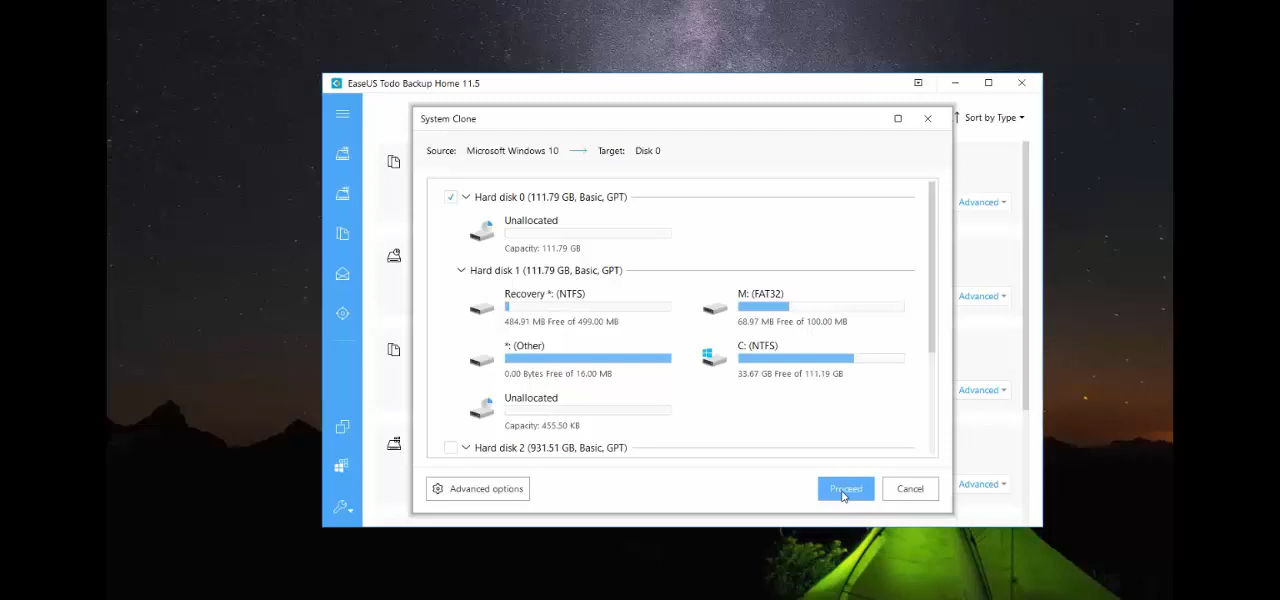 EaseUS Todo Backup Home 11.5
Sort by Type
System Clone
Source: Microsoft Windows 10 Target: Disk 0
Hard disk 0 (111.79 GB, Basic, GPT)
Unallocated
Capacity: 111.79 GB
Advanced
Hard disk 1 (111.79 GB, Basic, GPT)
Recovery *: (NTFS)
484.91 MB Free of 499.00 MB
M: (FAT32)
68.97 MB Free of 100.00 MB
Advanced
*: (Other)
0.00 Bytes Free of 16.00 MB
C: (NTFS)
33.67 GB Free of 111.19 GB
Advanced
Unallocated
Capacity: 455.50 KB
Hard disk 2 (931.51 GB, Basic, GPT)
Advanced options
Proceed
Cancel
Advanced